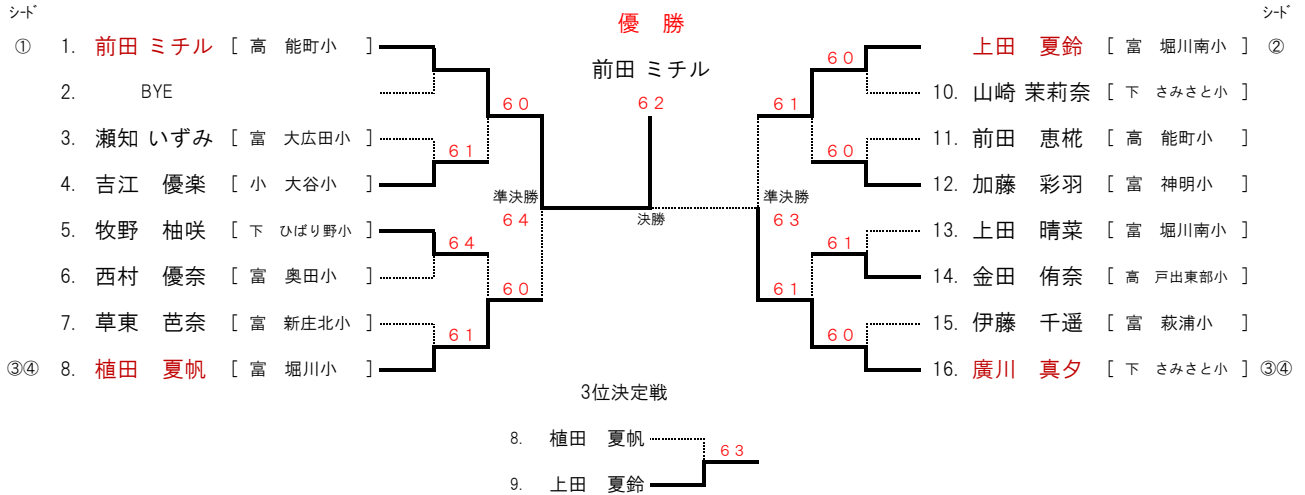 シード 優 勝 シード
① 1. 前田 ミチル [ 高 能町小 ] 上田 夏鈴 [ 富 堀川南小 ] ②
６０
前田 ミチル
2. BYE 10. 山崎 茉莉奈 [ 下 さみさと小 ]
６０ ６２ ６１
3. 瀬知 いずみ [ 富 大広田小 ] 11. 前田 恵椛 [ 高 能町小 ]
６１ ６０
4. 吉江 優楽 [ 小 大谷小 ] 12. 加藤 彩羽 [ 富 神明小 ]
準決勝 準決勝
６４ 決勝 ６３
5. 牧野 柚咲 [ 下 ひばり野小 ] 13. 上田 晴菜 [ 富 堀川南小 ]
６４ ６１
6. 西村 優奈 [ 富 奥田小 ] 14. 金田 侑奈 [ 高 戸出東部小 ]
６０ ６１
7. 草東 芭奈 [ 富 新庄北小 ] 15. 伊藤 千遥 [ 富 萩浦小 ]
６１ ６０
③④ 8. 植田 夏帆 [ 富 堀川小 ] 16. 廣川 真夕 [ 下 さみさと小 ] ③④
3位決定戦
8. 植田 夏帆
６３
9. 上田 夏鈴